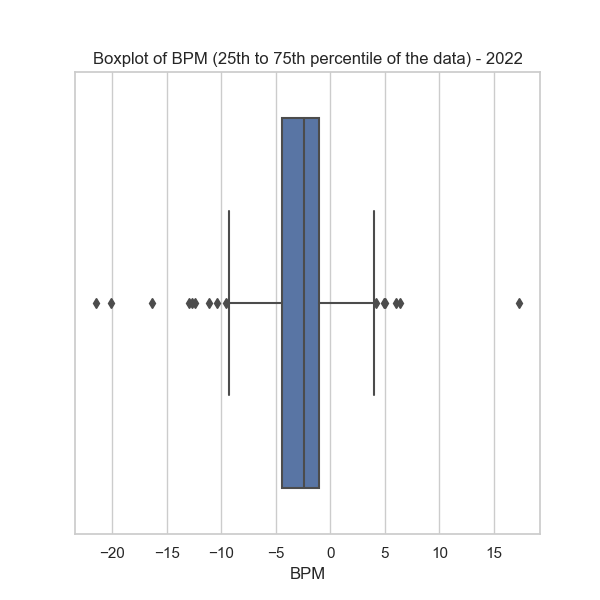 Boxplot of BPM (25th to 75th percentile of the data) - 2022
−20 −15 −10 −5 0 5 10 15
BPM